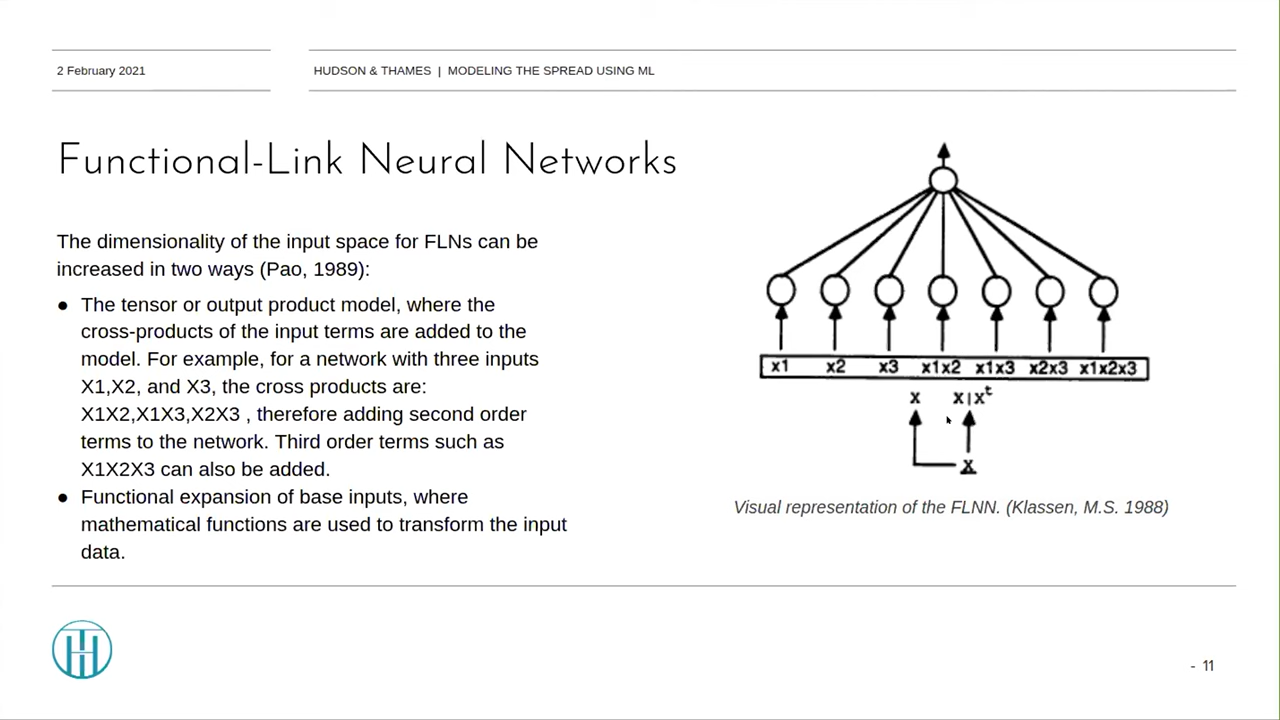 2 February 2021
HUDSON & THAMES | MODELING THE SPREAD USING ML
Functional-Link Neural Networks
The dimensionality of the input space for FLNs can be
increased in two ways (Pao, 1989):
● The tensor or output product model, where the
cross-products of the input terms are added to the
model. For example, for a network with three inputs
X1,X2, and X3, the cross products are:
X1X2,X1X3,X2X3 , therefore adding second order
terms to the network. Third order terms such as
X1X2X3 can also be added.
● Functional expansion of base inputs, where
mathematical functions are used to transform the input
data.
x1 x2 x3 x1x2 x1x3 x2x3 x1x2x3
x x|xᵗ
x
Visual representation of the FLNN. (Klassen, M.S. 1988)
- 11